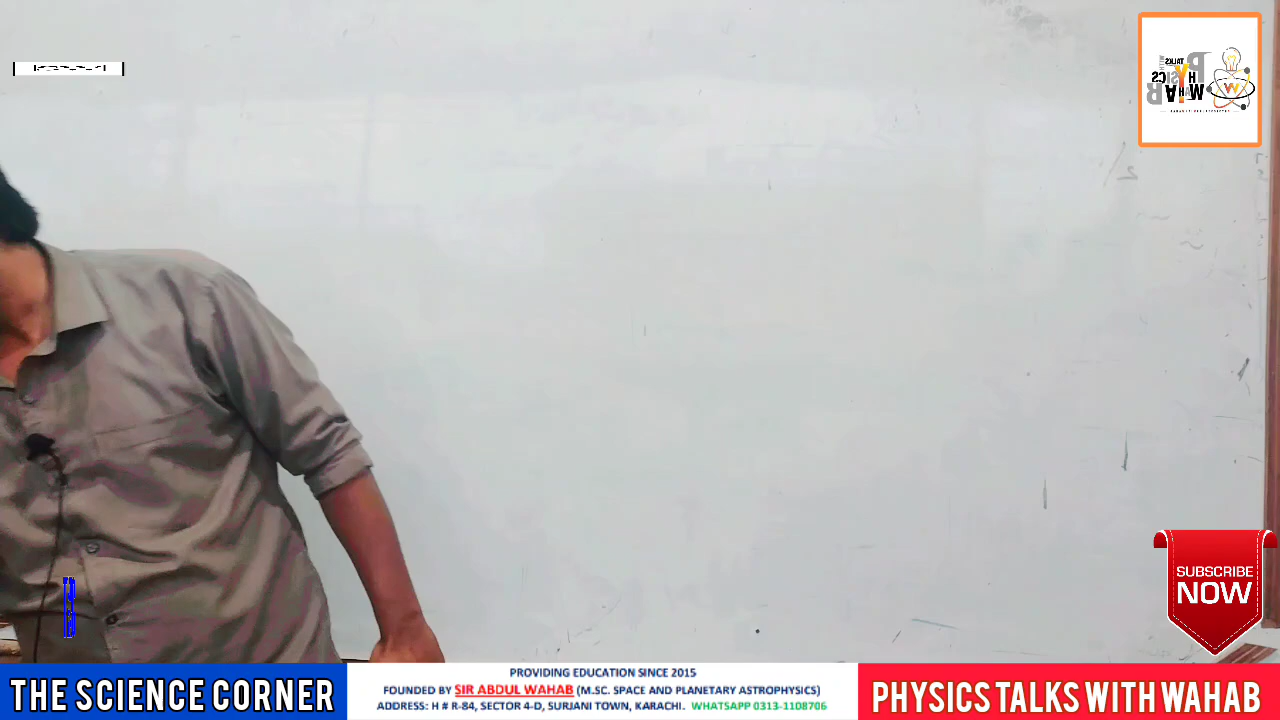 SUBSCRIBE
NOW
THE SCIENCE CORNER
PROVIDING EDUCATION SINCE 2015
FOUNDED BY SIR ABDUL WAHAB (M.SC. SPACE AND PLANETARY ASTROPHYSICS)
ADDRESS: H # R-84, SECTOR 4-D, SURJANI TOWN, KARACHI. WHATSAPP 0313-1108706
PHYSICS TALKS WITH WAHAB